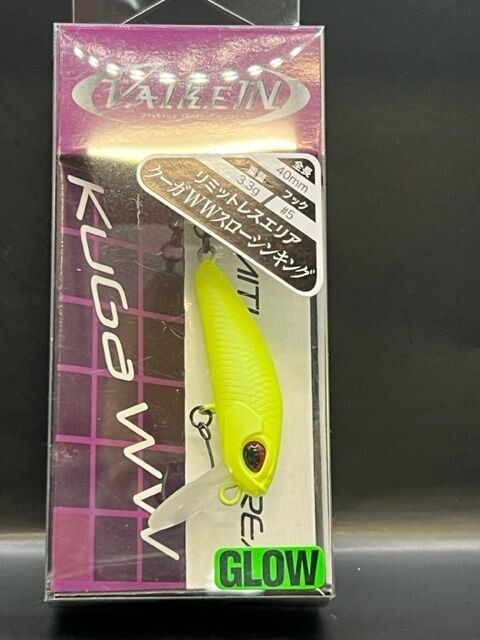 VALKEIN
全長
40mm
重量
3.3g
フック
#5
リミットレスエリア
クーガWWスローシンキング
KUGa WW
GLOW